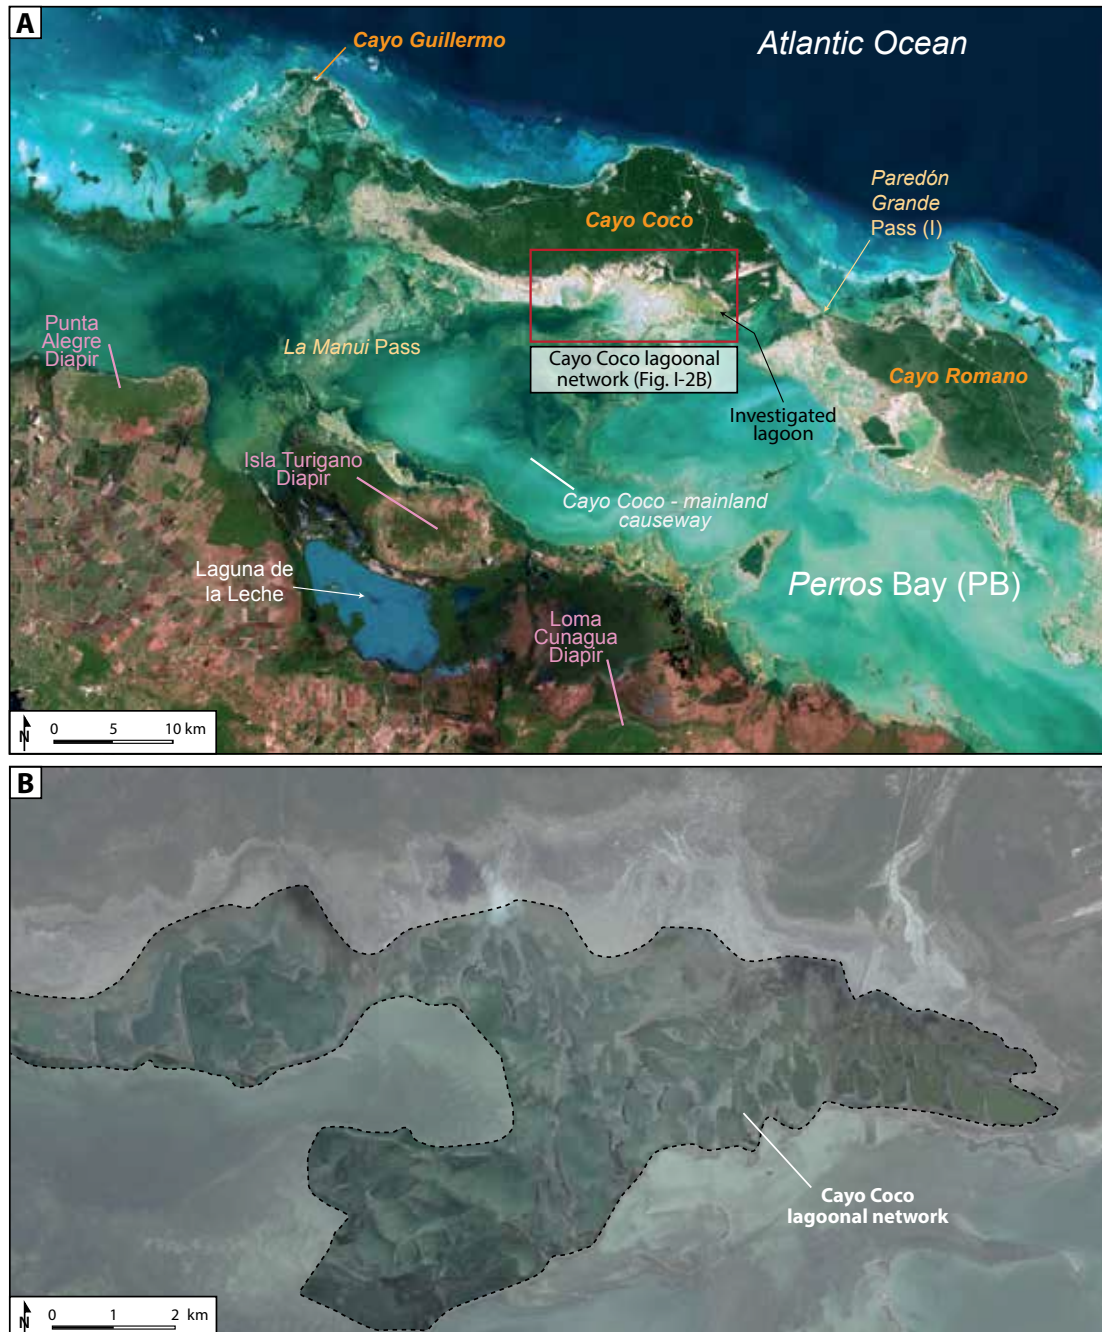 A
Cayo Guillermo
Atlantic Ocean
Paredón
Grande
Pass (I)
Cayo Coco
Punta
Alegre
Diapir
La Manui Pass
Cayo Coco lagoonal
network (Fig. I-2B)
Cayo Romano
Investigated
lagoon
Isla Turigano
Diapir
Cayo Coco - mainland
causeway
Laguna de
la Leche
Perros Bay (PB)
Loma
Cunagua
Diapir
N
0 5 10 km
B
Cayo Coco
lagoonal network
N
0 1 2 km